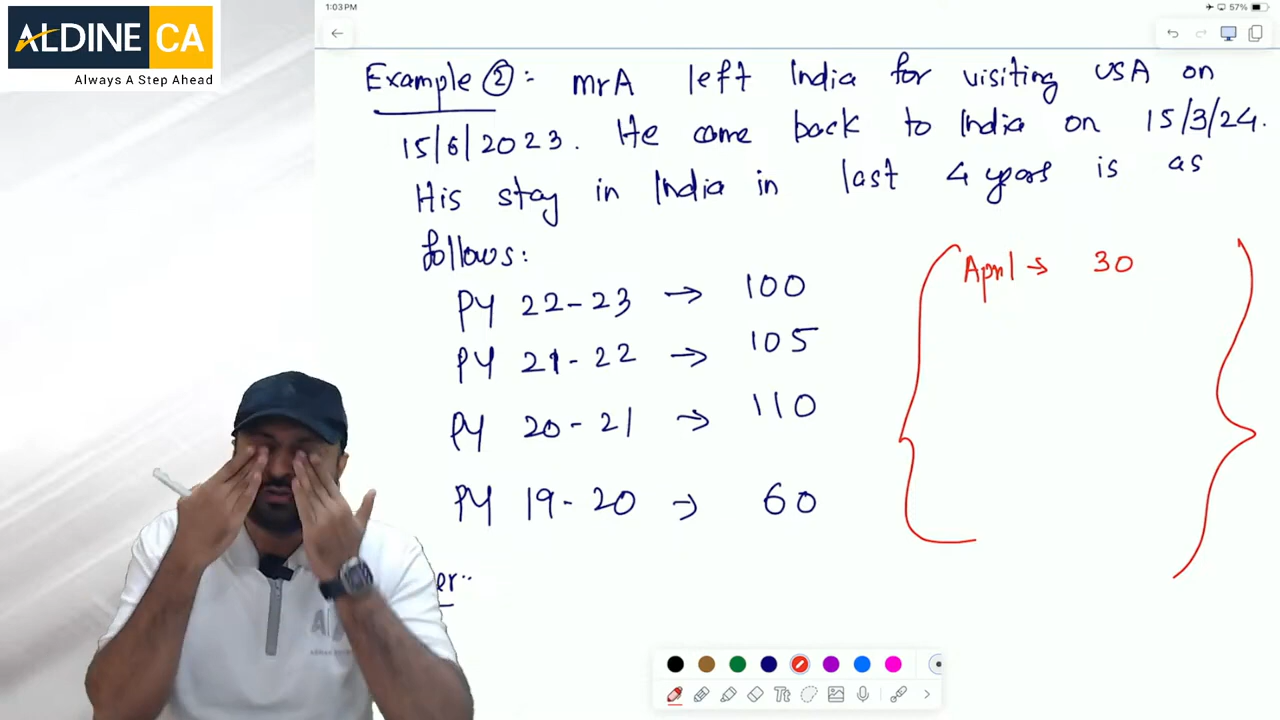 ALDINE CA
Always A Step Ahead
1:03 PM
57%
Example ② :- mrA left India for visiting USA on
15/6/2023. He came back to India on 15/3/24.
His stay in India in last 4 years is as
follows:
PY 22-23 → 100
PY 21-22 → 105
PY 20-21 → 110
PY 19-20 → 60
April → 30
er:-
Tt